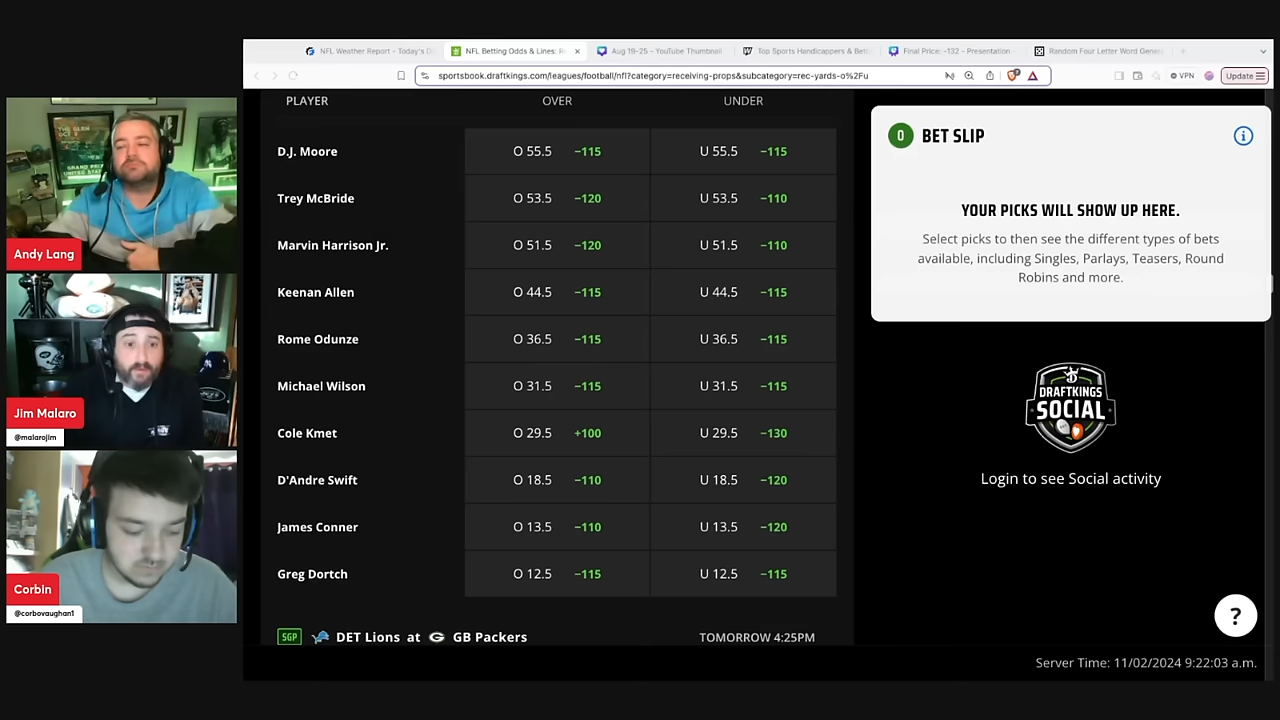 NFL Weather Report - Today's D
NFL Betting Odds & Lines: R
Aug 19-25 - YouTube Thumbnail
Top Sports Handicappers & Bett
Final Price: -132 - Presentation -
Random Four Letter Word Gener
sportsbook.draftkings.com/leagues/football/nfl?category=receiving-props&subcategory=rec-yards-o%2Fu
VPN
Update
PLAYER OVER UNDER
D.J. Moore O 55.5 −115 U 55.5 −115
Trey McBride O 53.5 −120 U 53.5 −110
Marvin Harrison Jr. O 51.5 −120 U 51.5 −110
Keenan Allen O 44.5 −115 U 44.5 −115
Rome Odunze O 36.5 −115 U 36.5 −115
Michael Wilson O 31.5 −115 U 31.5 −115
Cole Kmet O 29.5 +100 U 29.5 −130
D'Andre Swift O 18.5 −110 U 18.5 −120
James Conner O 13.5 −110 U 13.5 −120
Greg Dortch O 12.5 −115 U 12.5 −115
SGP DET Lions at GB Packers TOMORROW 4:25PM
0 BET SLIP
YOUR PICKS WILL SHOW UP HERE.
Select picks to then see the different types of bets
available, including Singles, Parlays, Teasers, Round
Robins and more.
DRAFTKINGS
SOCIAL
Login to see Social activity
?
Server Time: 11/02/2024 9:22:03 a.m.
Andy Lang
Jim Malaro
@malarojim
Corbin
@corbovaughan1